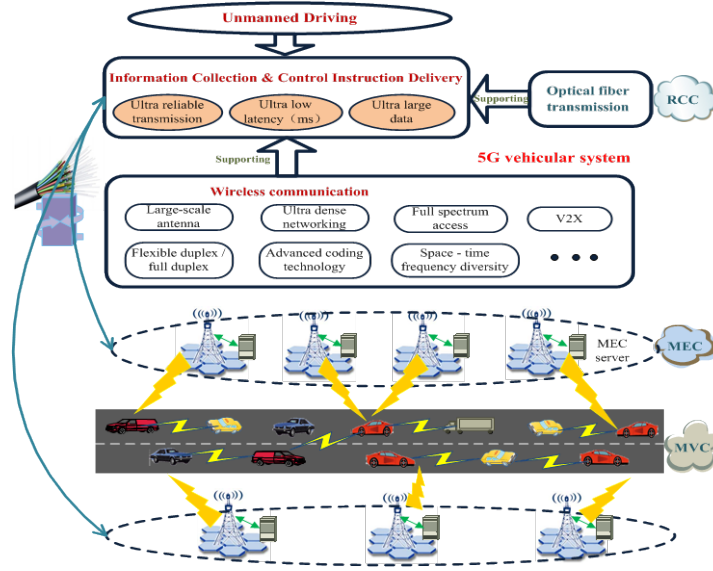 Unmanned Driving
Information Collection & Control Instruction Delivery
Ultra reliable
transmission
Ultra low
latency（ms）
Ultra large
data
Supporting
Optical fiber
transmission
RCC
Supporting
5G vehicular system
Wireless communication
Large-scale
antenna
Ultra dense
networking
Full spectrum
access
V2X
Flexible duplex /
full duplex
Advanced coding
technology
Space - time
frequency diversity
MEC
server
MEC
MVC